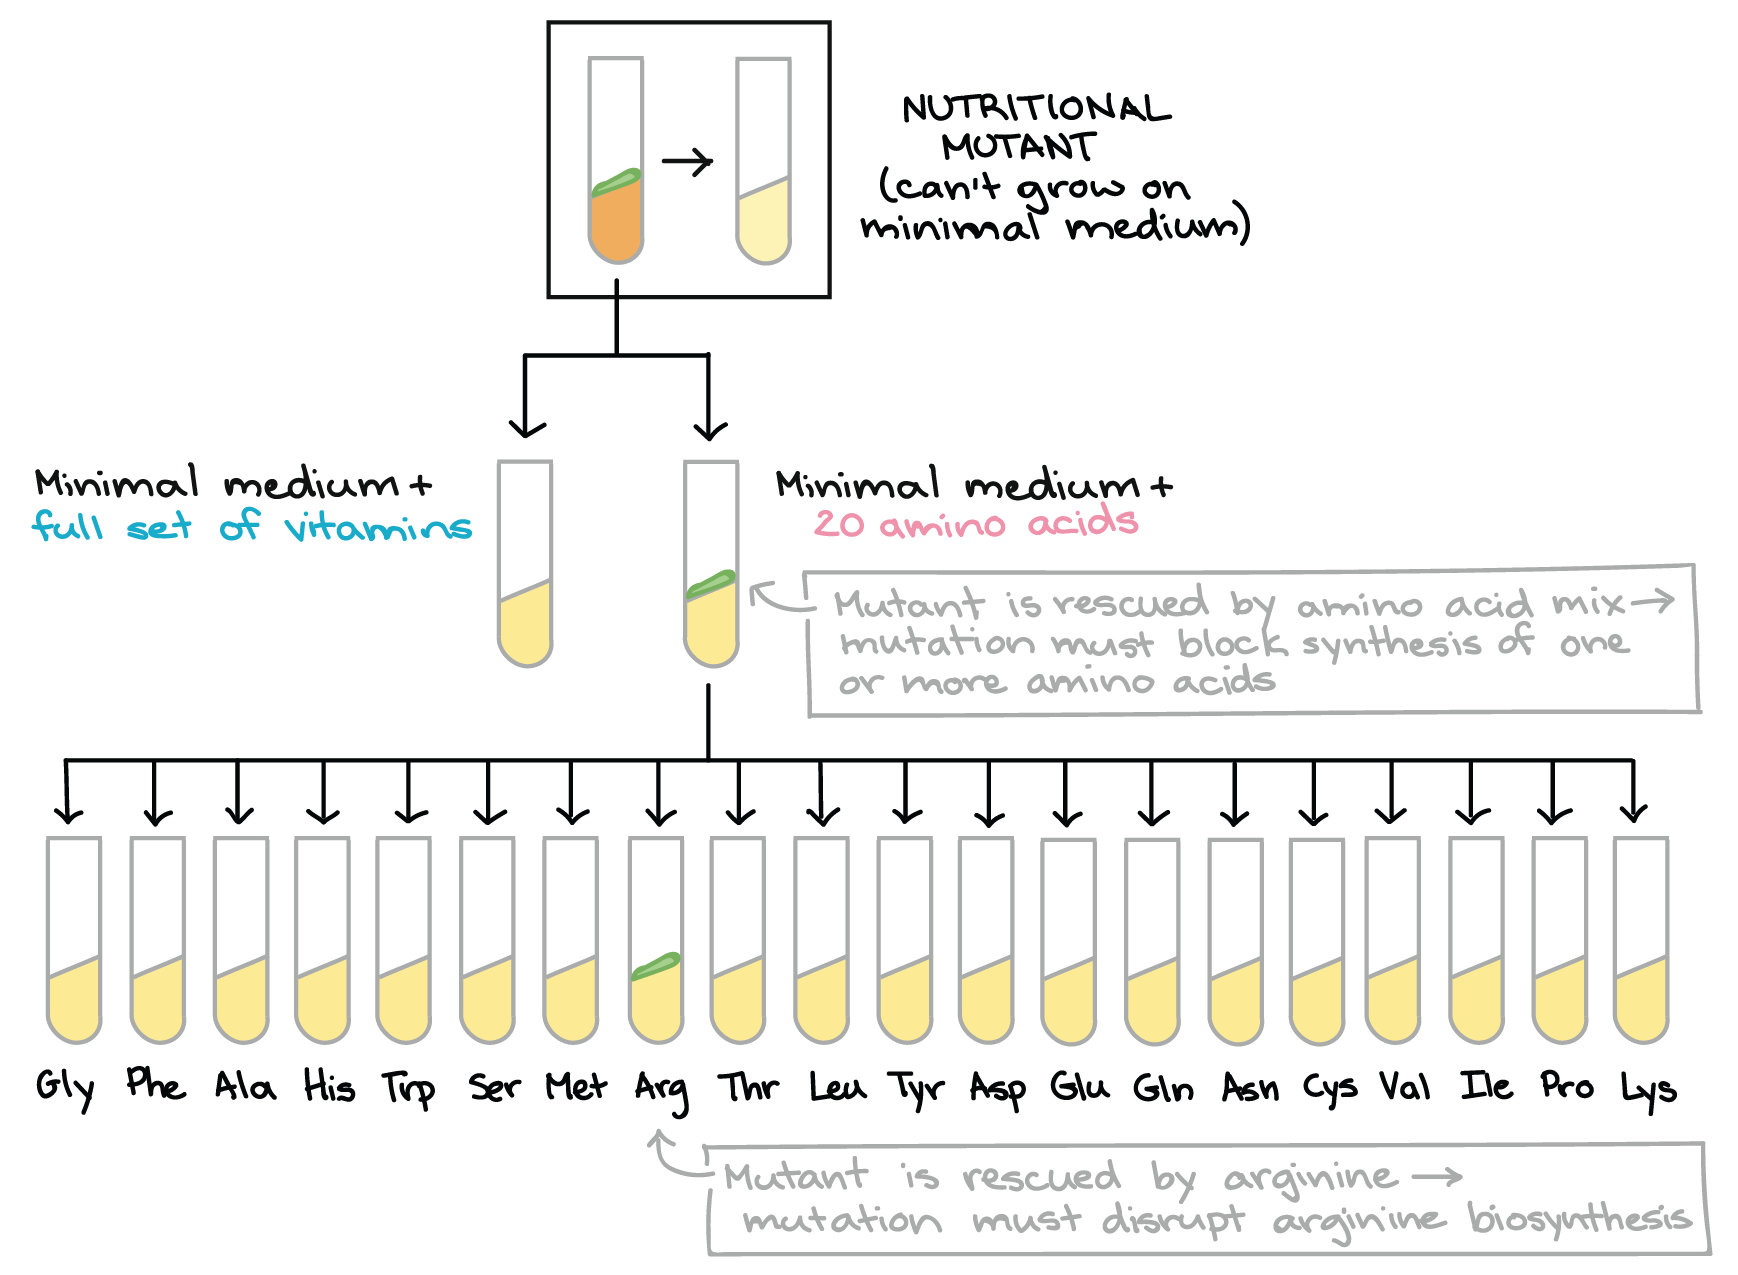 NUTRITIONAL
MUTANT
(can't grow on
minimal medium)
Minimal medium +
full set of vitamins
Minimal medium +
20 amino acids
Mutant is rescued by amino acid mix →
mutation must block synthesis of one
or more amino acids
Gly Phe Ala His Trp Ser Met Arg Thr Leu Tyr Asp Glu Gln Asn Cys Val Ile Pro Lys
Mutant is rescued by arginine →
mutation must disrupt arginine biosynthesis